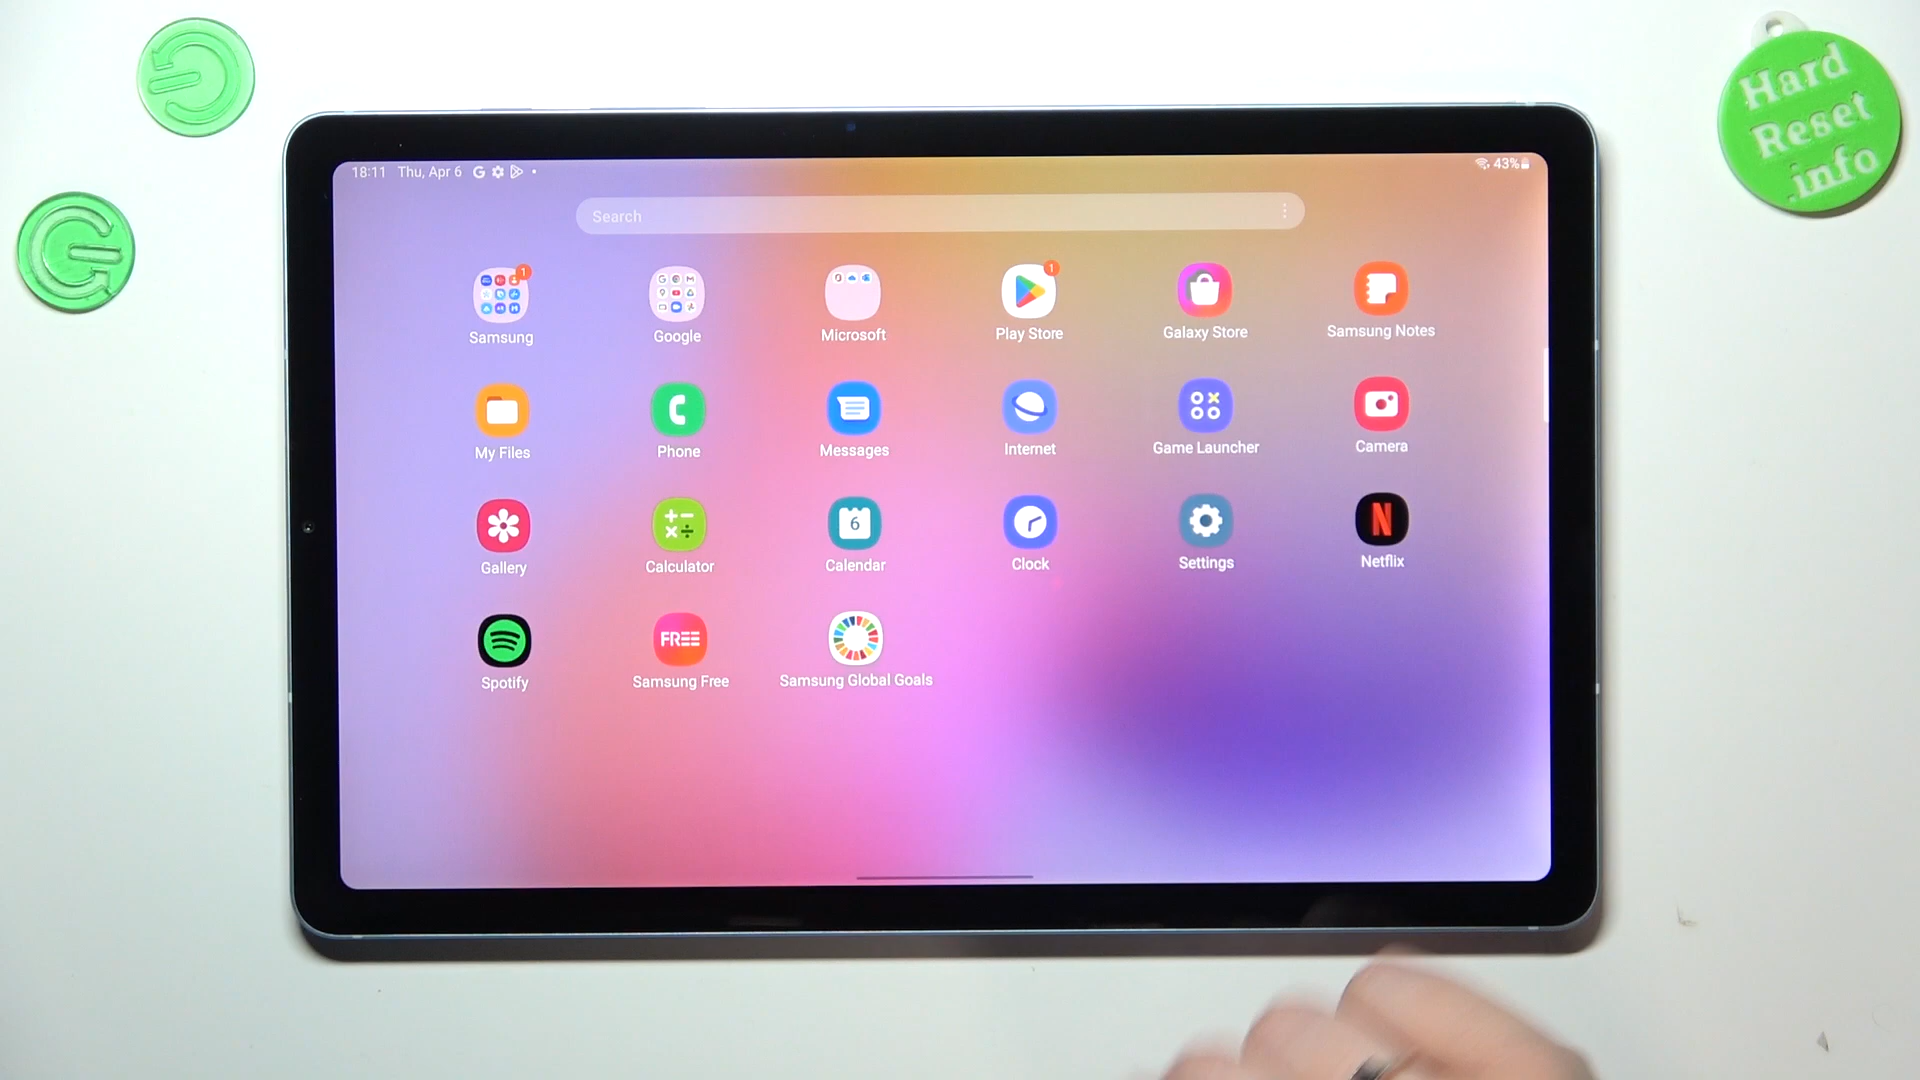 Hard
Reset
.info
18:11 Thu, Apr 6
43%
Search
1
1
Samsung
Google
Microsoft
Play Store
Galaxy Store
Samsung Notes
My Files
Phone
Messages
Internet
Game Launcher
Camera
6
Gallery
Calculator
Calendar
Clock
Settings
Netflix
FREE
Spotify
Samsung Free
Samsung Global Goals